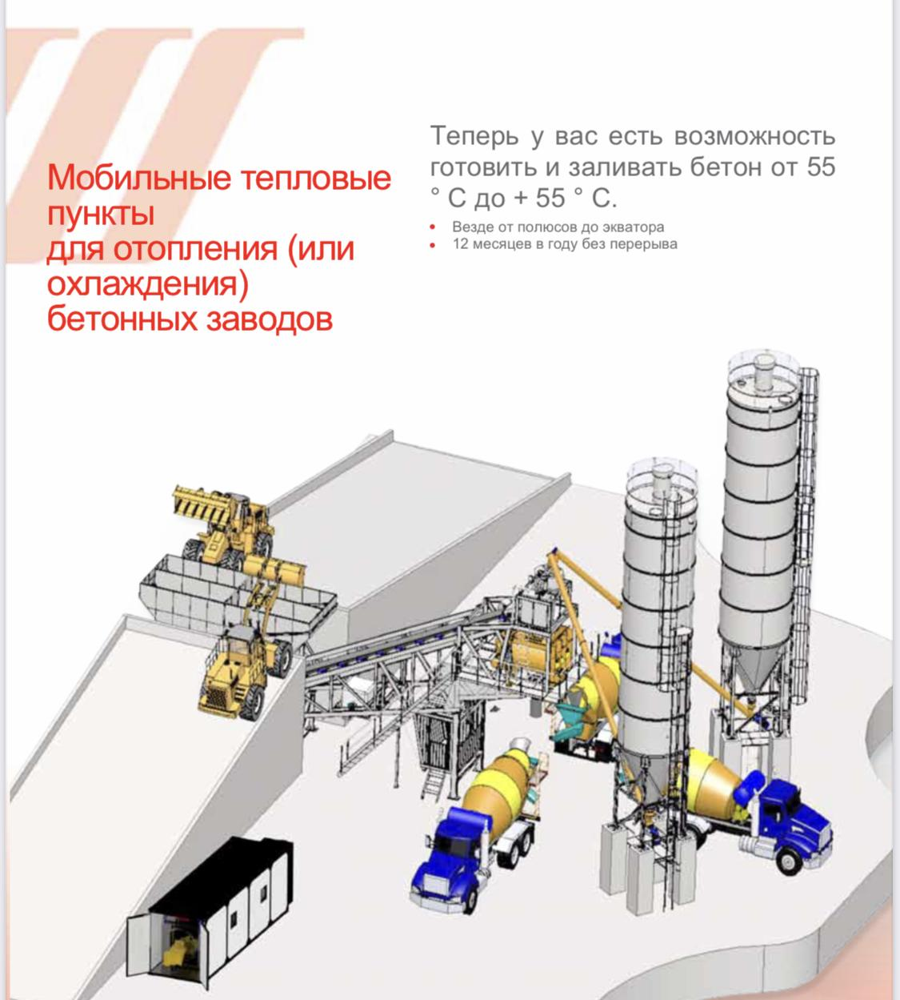 Мобильные тепловые
пункты
для отопления (или
охлаждения)
бетонных заводов
Теперь у вас есть возможность
готовить и заливать бетон от 55
° С до + 55 ° С.
• Везде от полюсов до экватора
• 12 месяцев в году без перерыва